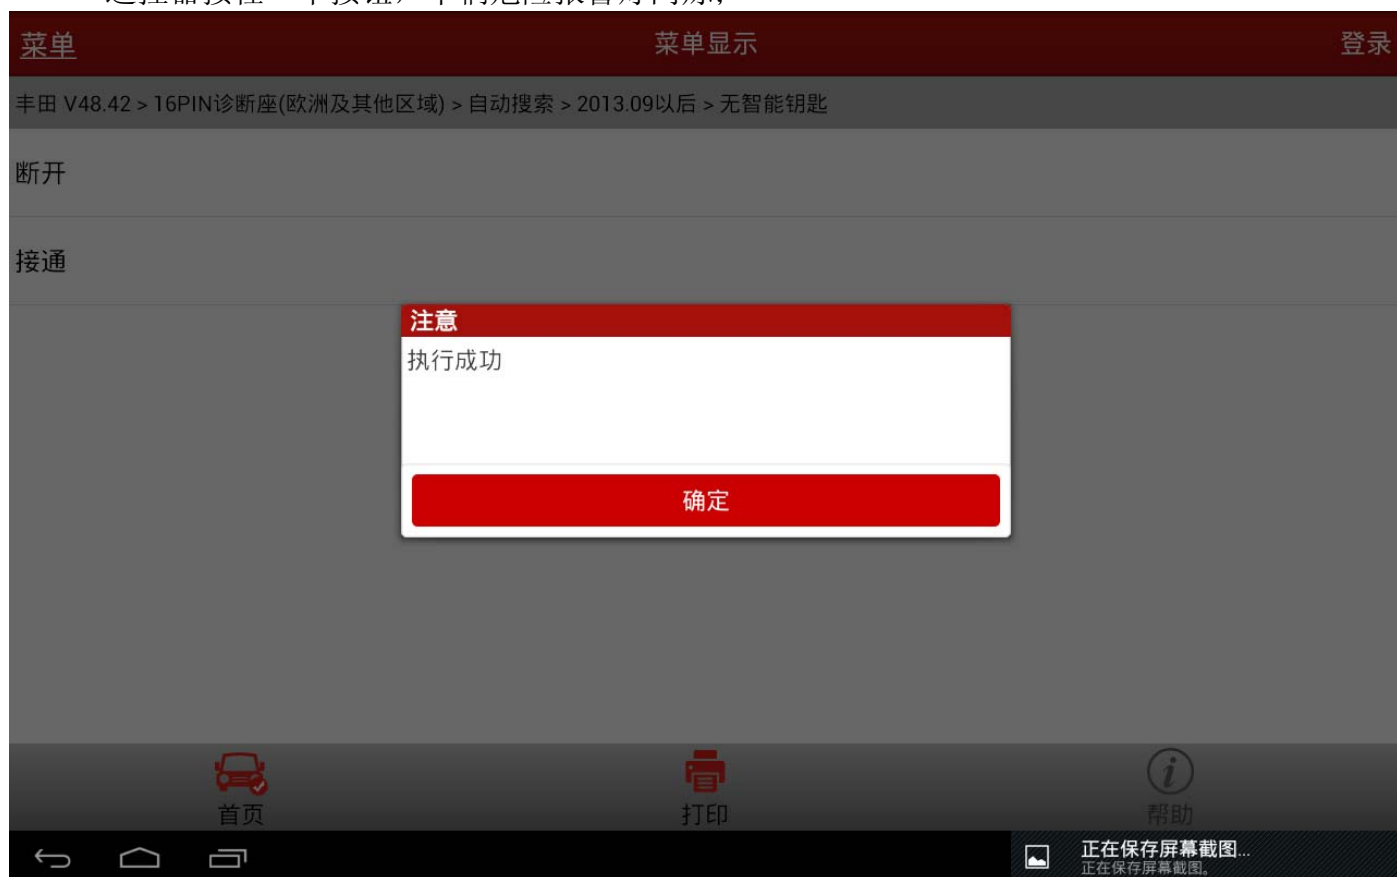 菜单
菜单显示
登录
丰田 V48.42 > 16PIN诊断座(欧洲及其他区域) > 自动搜索 > 2013.09以后 > 无智能钥匙
断开
接通
注意
执行成功
确定
首页
打印
帮助
正在保存屏幕截图...
正在保存屏幕截图。